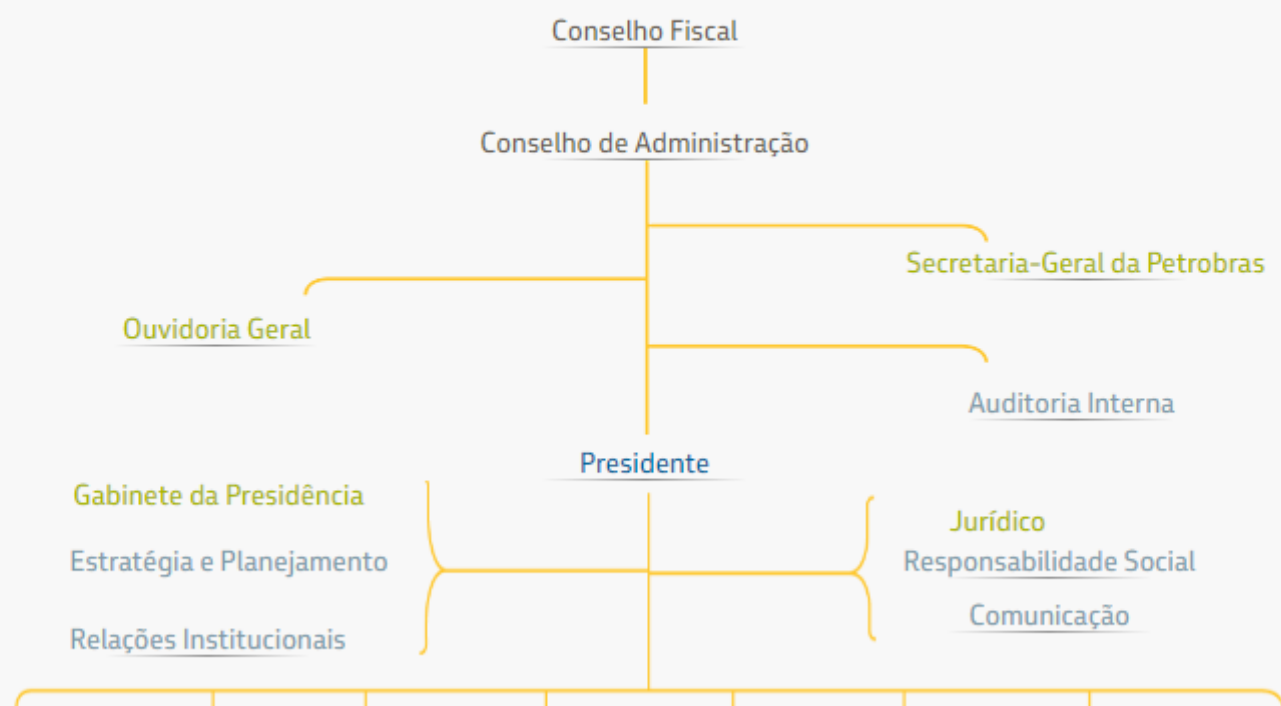 Conselho Fiscal
Conselho de Administração
Secretaria-Geral da Petrobras
Ouvidoria Geral
Auditoria Interna
Presidente
Gabinete da Presidência
Estratégia e Planejamento
Relações Institucionais
Jurídico
Responsabilidade Social
Comunicação